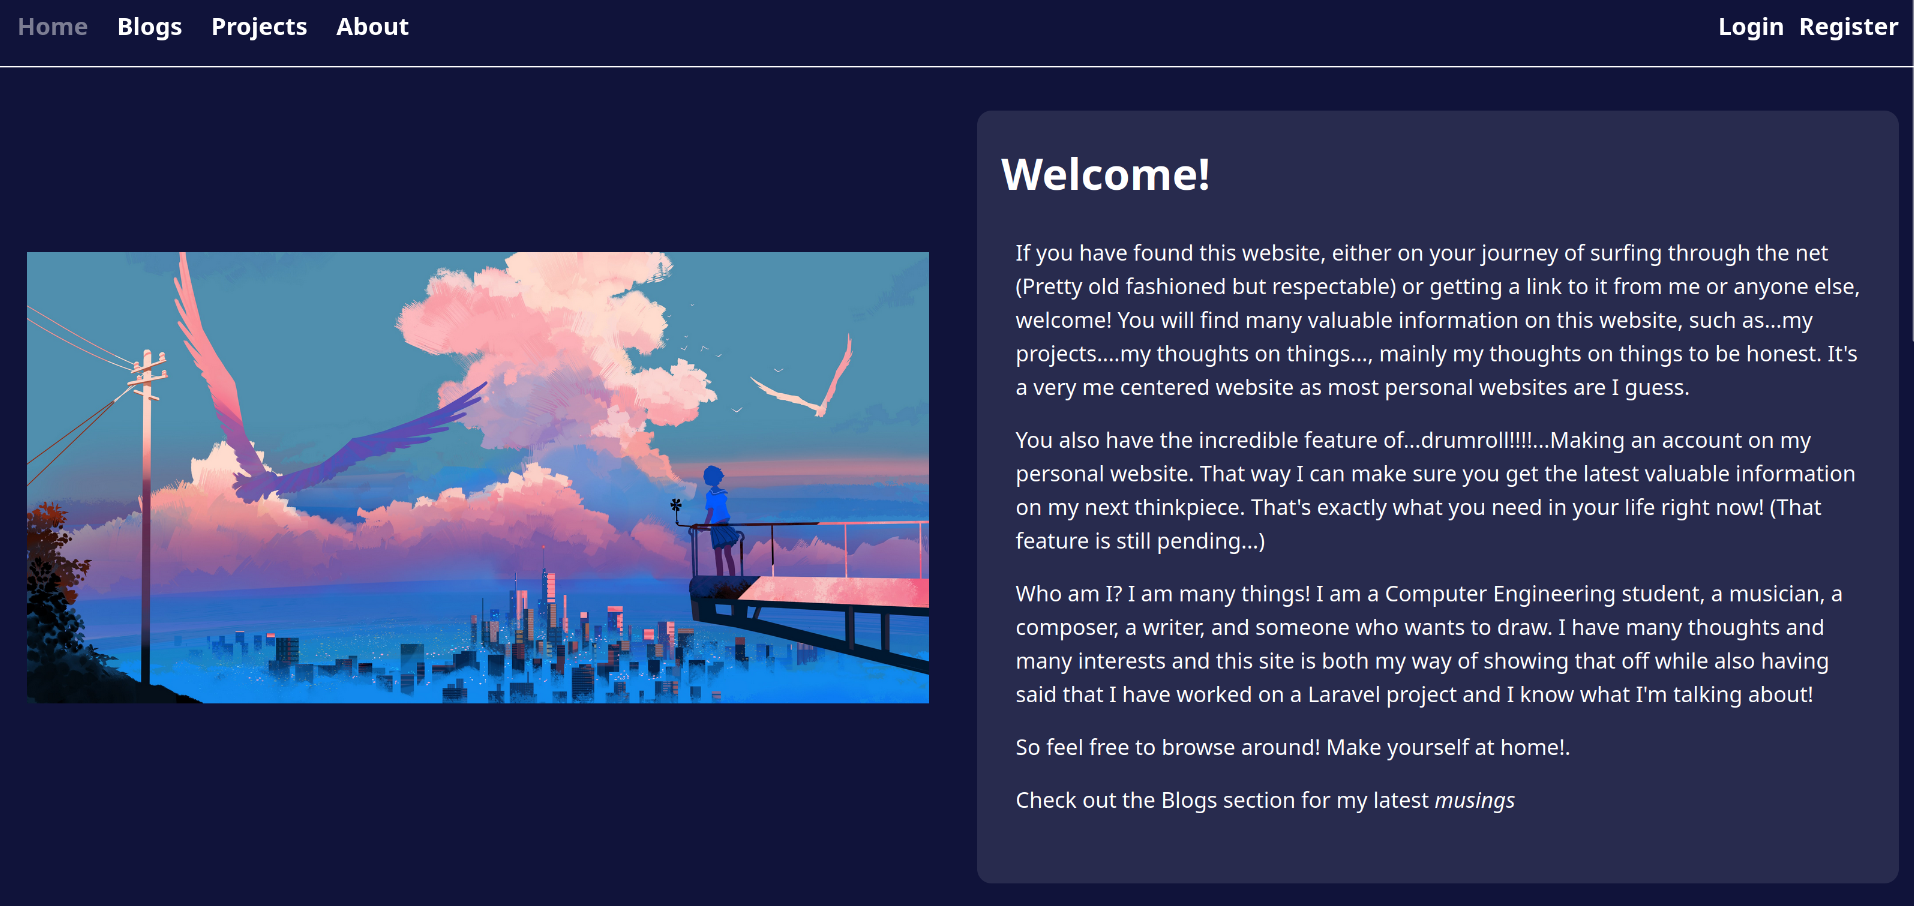 Home Blogs Projects About Login Register
Welcome!
If you have found this website, either on your journey of surfing through the net
(Pretty old fashioned but respectable) or getting a link to it from me or anyone else,
welcome! You will find many valuable information on this website, such as...my
projects....my thoughts on things..., mainly my thoughts on things to be honest. It's
a very me centered website as most personal websites are I guess.
You also have the incredible feature of...drumroll!!!!...Making an account on my
personal website. That way I can make sure you get the latest valuable information
on my next thinkpiece. That's exactly what you need in your life right now! (That
feature is still pending...)
Who am I? I am many things! I am a Computer Engineering student, a musician, a
composer, a writer, and someone who wants to draw. I have many thoughts and
many interests and this site is both my way of showing that off while also having
said that I have worked on a Laravel project and I know what I'm talking about!
So feel free to browse around! Make yourself at home!.
Check out the Blogs section for my latest musings